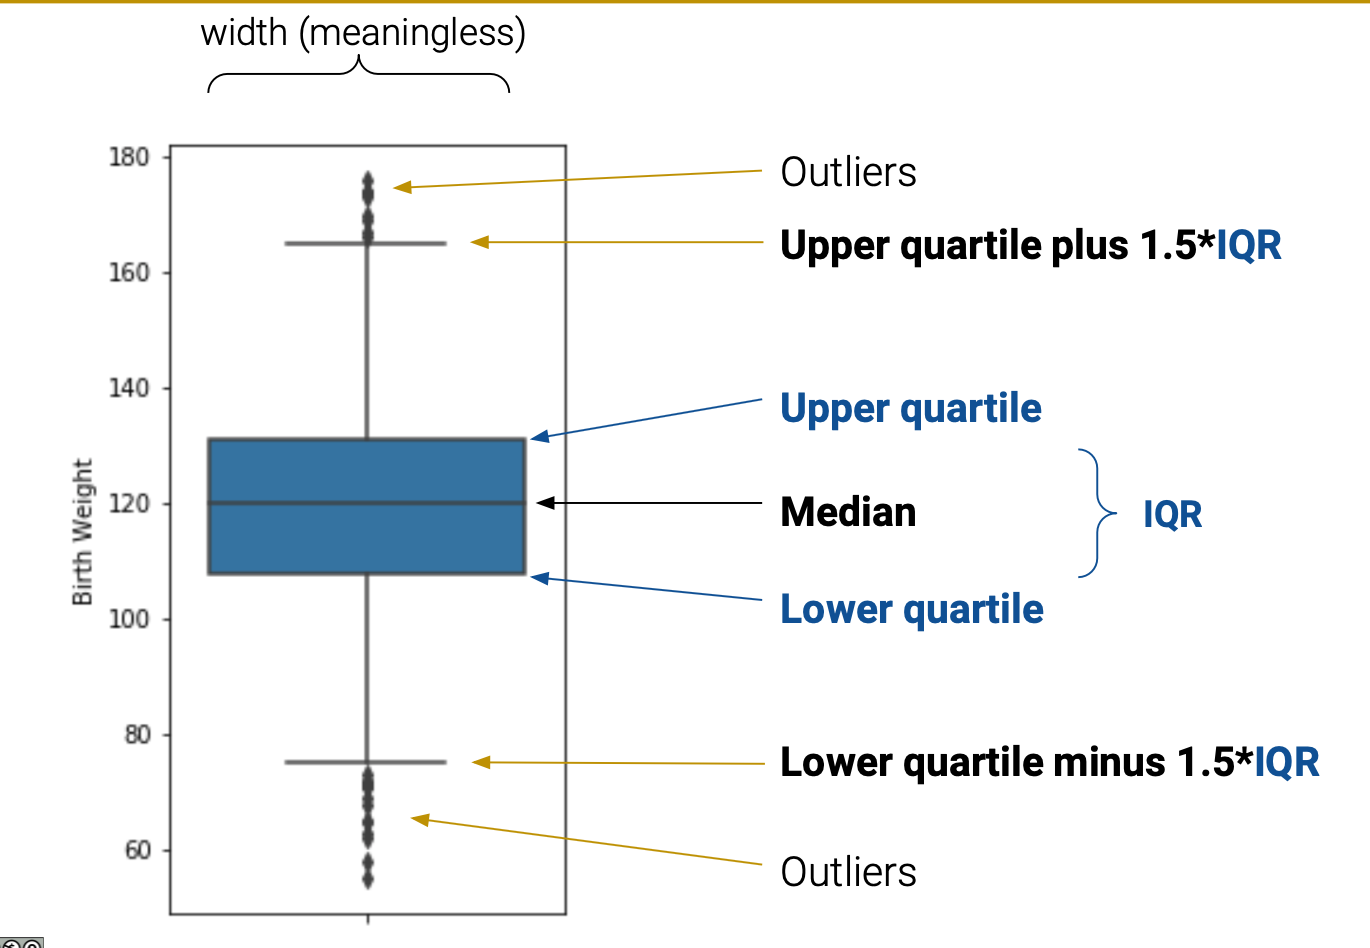 width (meaningless)
180
Outliers
Upper quartile plus 1.5*IQR
160
140
Upper quartile
Birth Weight
120
Median
IQR
100
Lower quartile
80
Lower quartile minus 1.5*IQR
60
Outliers